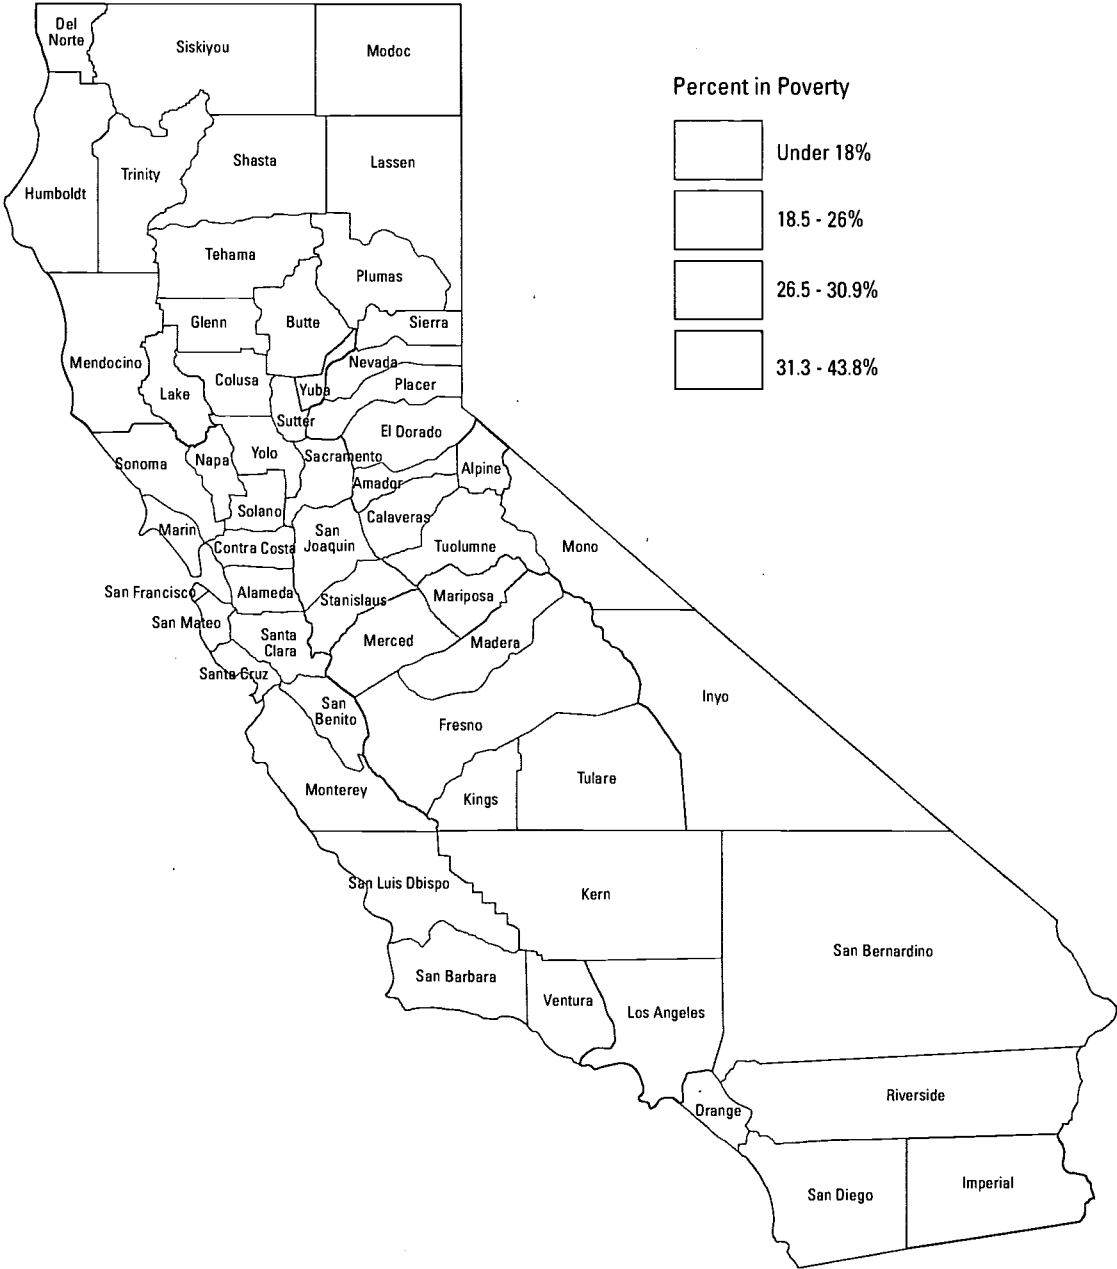 Del
Norte
Siskiyou
Modoc
Percent in Poverty
Under 18%
18.5 - 26%
26.5 - 30.9%
31.3 - 43.8%
Humboldt
Trinity
Shasta
Lassen
Tehama
Plumas
Glenn
Butte
Sierra
Mendocino
Lake
Colusa
Yuba
Nevada
Placer
Sutter
El Dorado
Sonoma
Napa
Yolo
Sacramento
Amador
Alpine
Marin
Solano
Calaveras
Contra Costa
San
Joaquin
Tuolumne
Mono
San Francisco
Alameda
Stanislaus
Mariposa
San Mateo
Santa
Clara
Merced
Madera
Santa Cruz
San
Benito
Fresno
Inyo
Monterey
Kings
Tulare
San Luis Dbispo
Kern
San Bernardino
San Barbara
Ventura
Los Angeles
Drange
Riverside
San Diego
Imperial